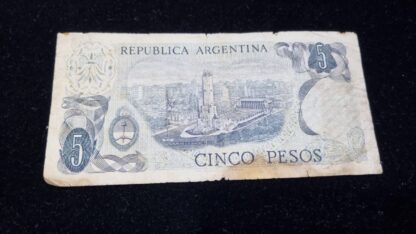 REPUBLICA ARGENTINA
5
5
CINCO PESOS